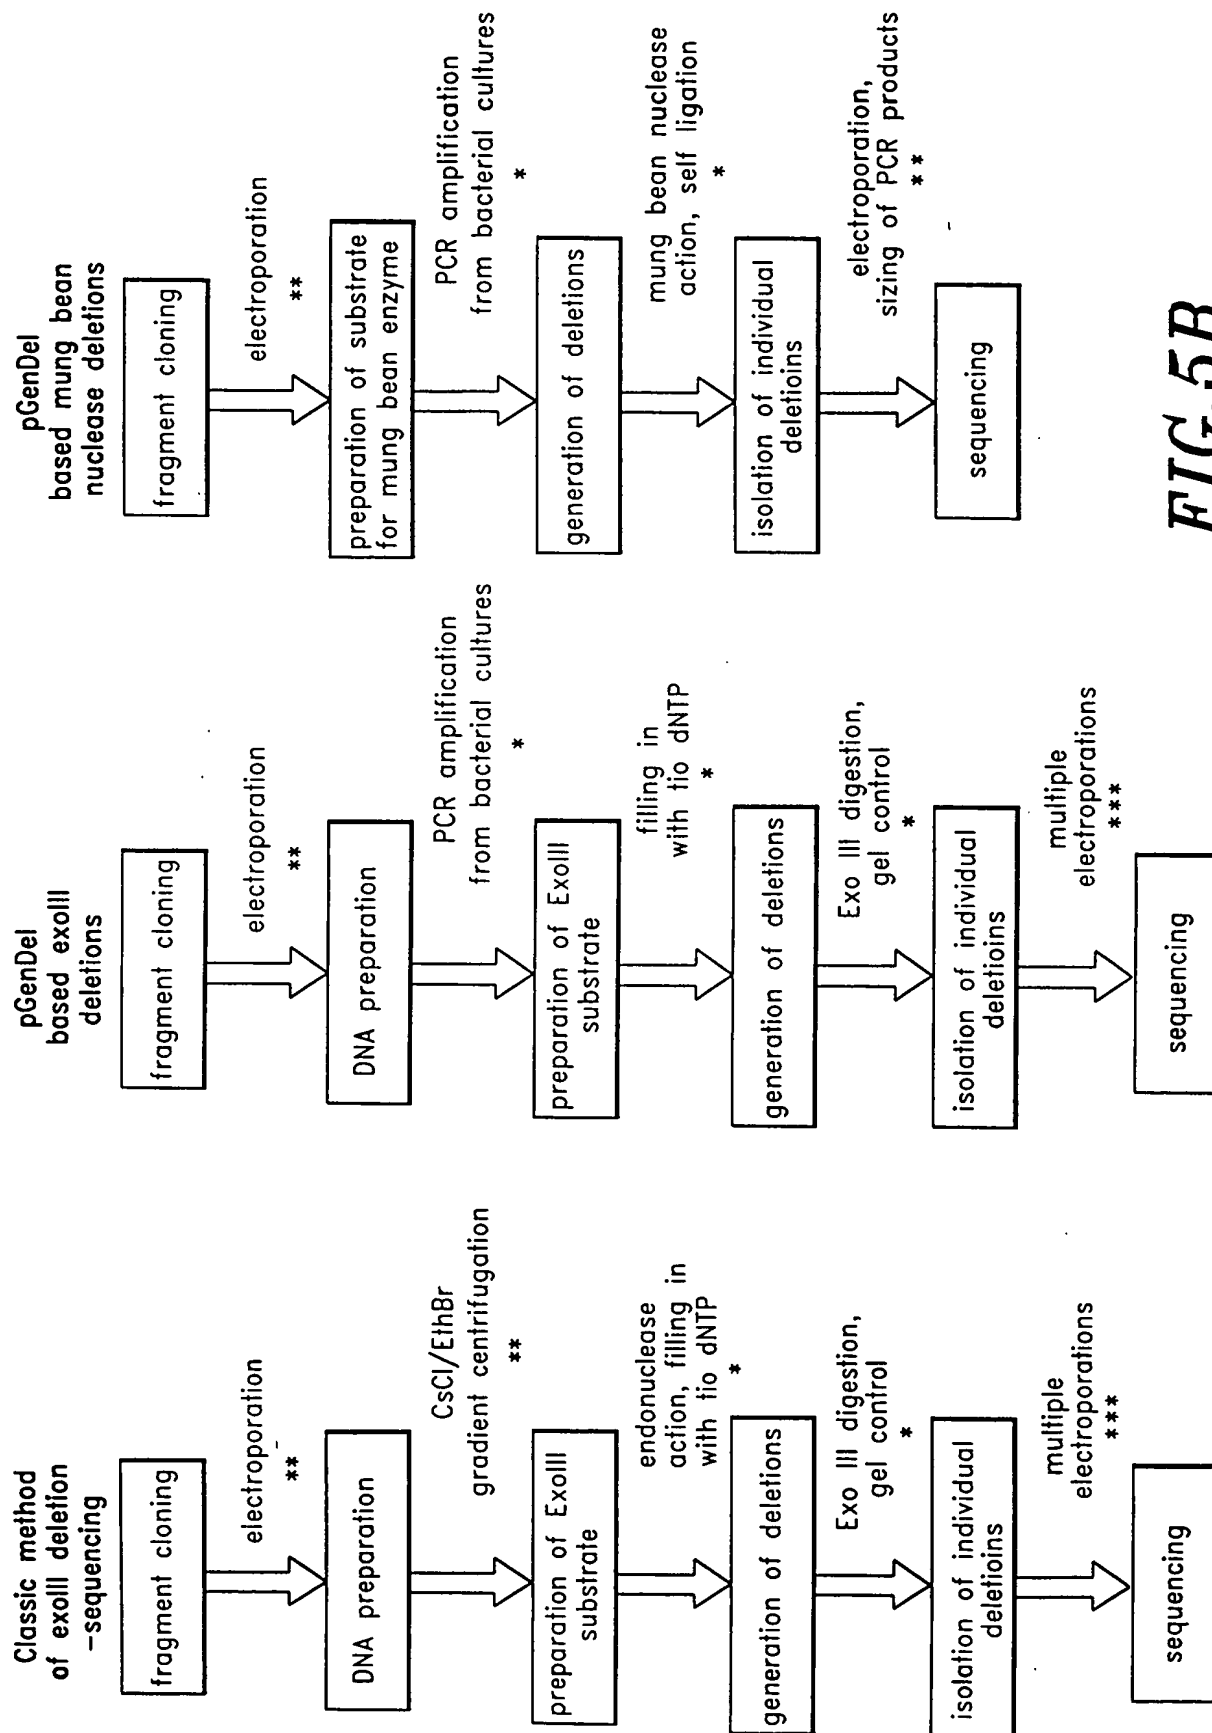 Classic method
of exoIII deletion
-sequencing
fragment cloning
electroporation
**
DNA preparation
CsCl/EthBr
gradient centrifugation
**
preparation of ExoIII
substrate
endonuclease
action, filling in
with tio dNTP
*
generation of deletions
Exo III digestion,
gel control
*
isolation of individual
deletioins
multiple
electroporations
***
sequencing
pGenDel
based exoIII
deletions
fragment cloning
electroporation
**
DNA preparation
PCR amplification
from bacterial cultures
*
preparation of ExoIII
substrate
filling in
with tio dNTP
*
generation of deletions
Exo III digestion,
gel control
*
isolation of individual
deletioins
multiple
electroporations
***
sequencing
pGenDel
based mung bean
nuclease deletions
fragment cloning
electroporation
**
preparation of substrate
for mung bean enzyme
PCR amplification
from bacterial cultures
*
generation of deletions
mung bean nuclease
action, self ligation
*
isolation of individual
deletioins
electroporation,
sizing of PCR products
**
sequencing
FIG. 5B